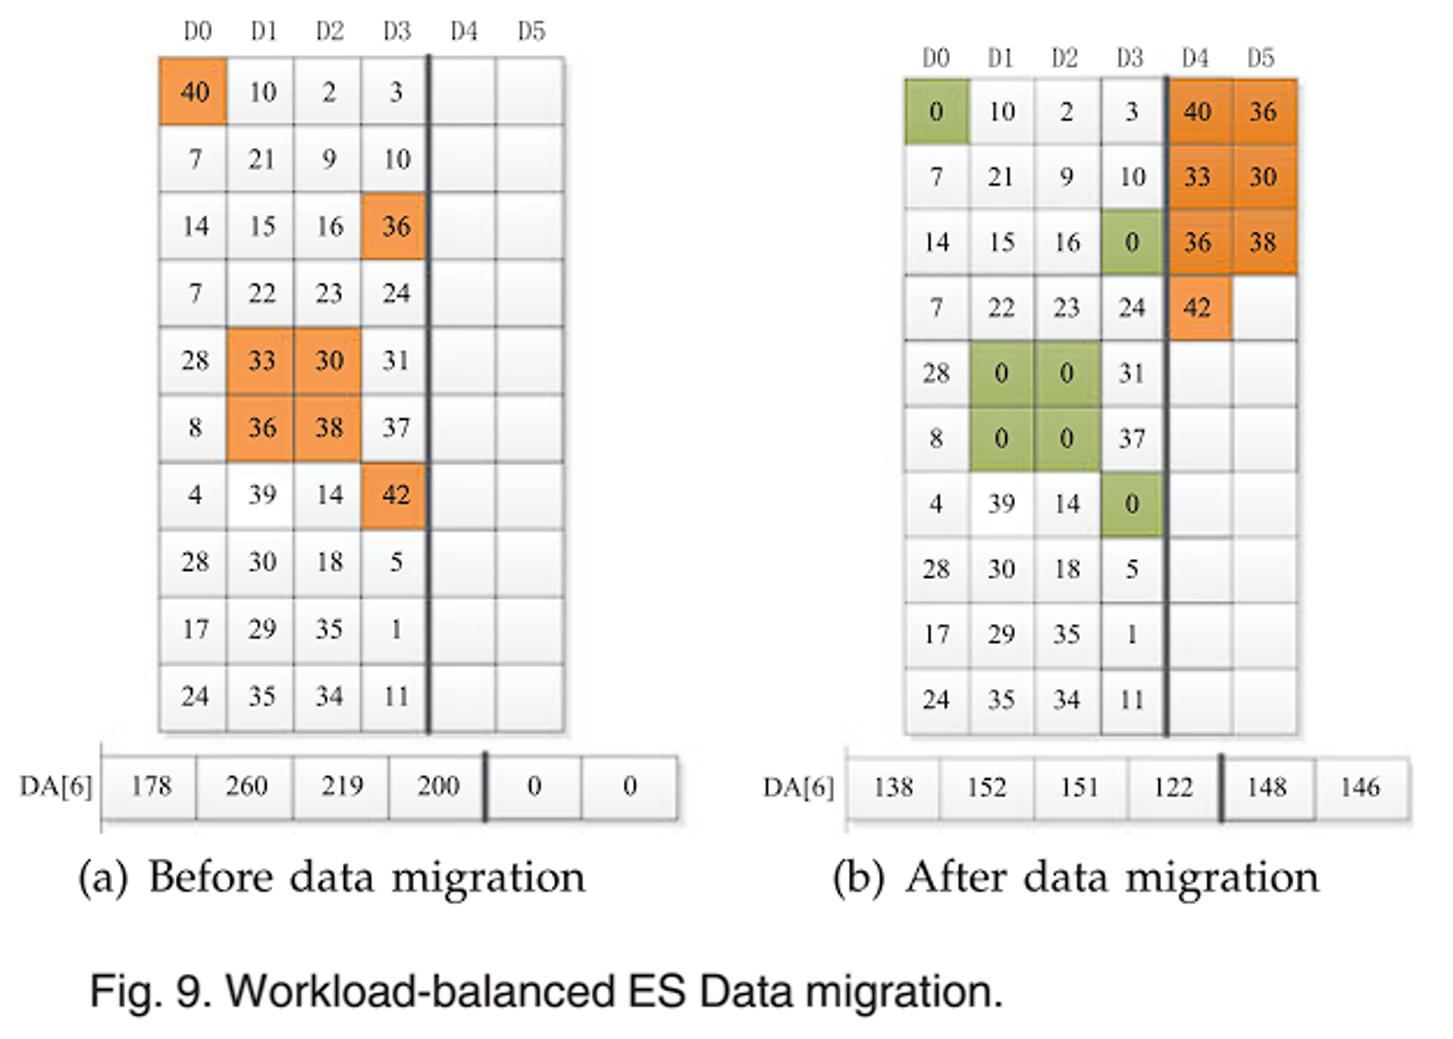 D0 D1 D2 D3 D4 D5
40 10 2 3
7 21 9 10
14 15 16 36
7 22 23 24
28 33 30 31
8 36 38 37
4 39 14 42
28 30 18 5
17 29 35 1
24 35 34 11
DA[6] 178 260 219 200 0 0
(a) Before data migration
D0 D1 D2 D3 D4 D5
0 10 2 3 40 36
7 21 9 10 33 30
14 15 16 0 36 38
7 22 23 24 42
28 0 0 31
8 0 0 37
4 39 14 0
28 30 18 5
17 29 35 1
24 35 34 11
DA[6] 138 152 151 122 148 146
(b) After data migration
Fig. 9. Workload-balanced ES Data migration.